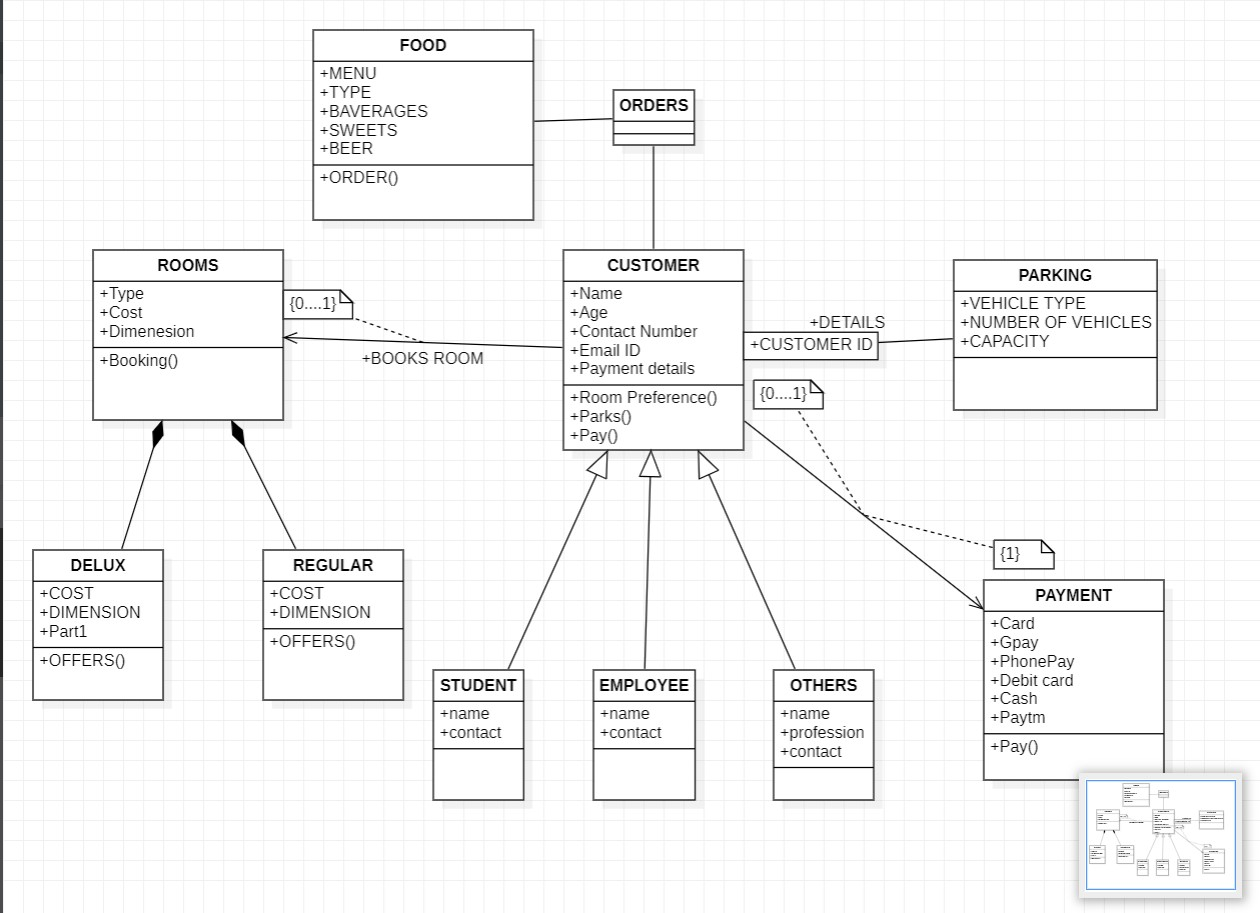 FOOD
+MENU
+TYPE
+BAVERAGES
+SWEETS
+BEER
+ORDER()
ORDERS
ROOMS
+Type
+Cost
+Dimenesion
+Booking()
{0....1}
+BOOKS ROOM
CUSTOMER
+Name
+Age
+Contact Number
+Email ID
+Payment details
+Room Preference()
+Parks()
+Pay()
+DETAILS
+CUSTOMER ID
PARKING
+VEHICLE TYPE
+NUMBER OF VEHICLES
+CAPACITY
{0....1}
{1}
DELUX
+COST
+DIMENSION
+Part1
+OFFERS()
REGULAR
+COST
+DIMENSION
+OFFERS()
STUDENT
+name
+contact
EMPLOYEE
+name
+contact
OTHERS
+name
+profession
+contact
PAYMENT
+Card
+Gpay
+PhonePay
+Debit card
+Cash
+Paytm
+Pay()